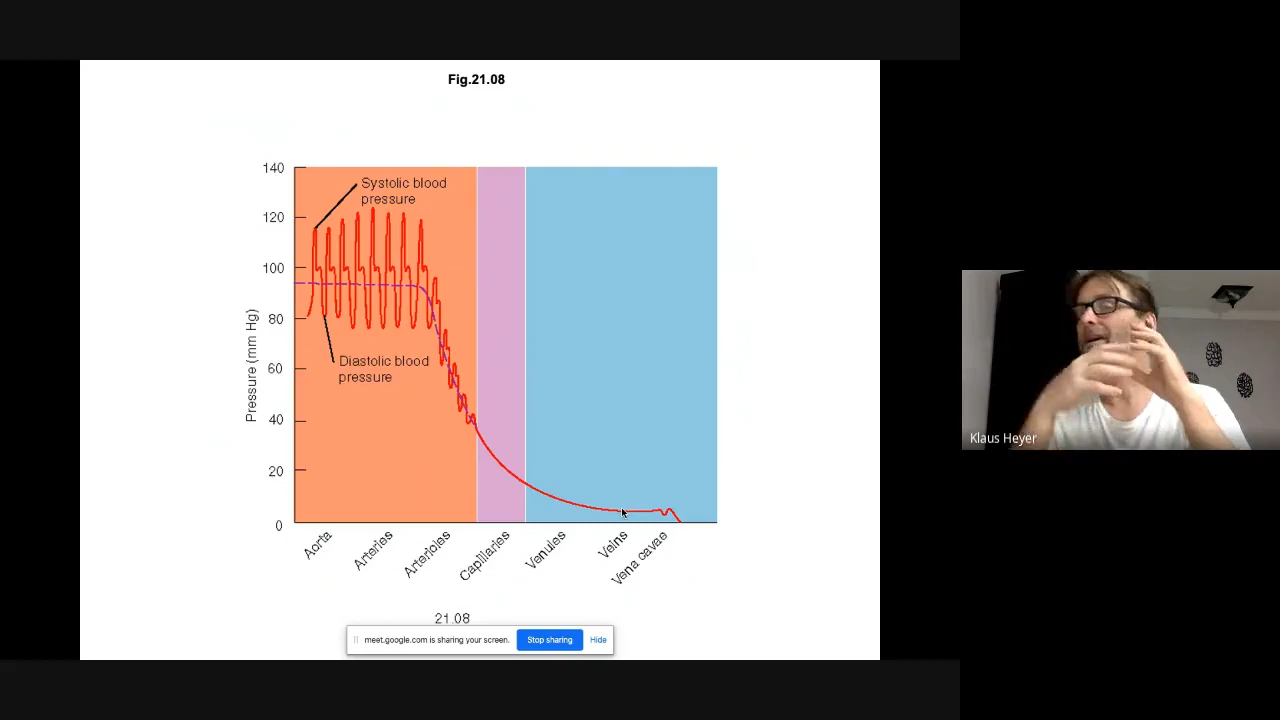 Fig.21.08
140
120
100
80
60
40
20
0
Pressure (mm Hg)
Systolic blood
pressure
Diastolic blood
pressure
Aorta
Arteries
Arterioles
Capillaries
Venules
Veins
Vena cavae
21.08
meet.google.com is sharing your screen.
Stop sharing
Hide
Klaus Heyer